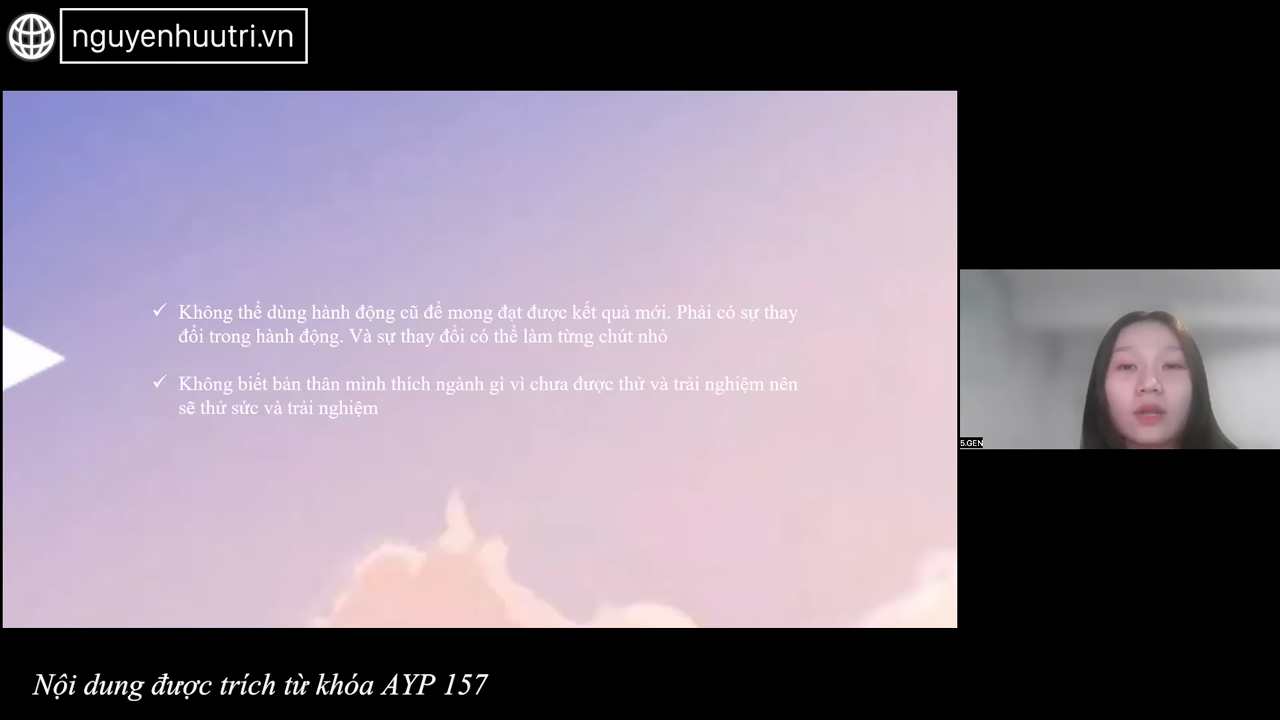 nguyenhuutri.vn
✓ Không thể dùng hành động cũ để mong đạt được kết quả mới. Phải có sự thay
đổi trong hành động. Và sự thay đổi có thể làm từng chút nhỏ
✓ Không biết bản thân mình thích ngành gì vì chưa được thử và trải nghiệm nên
sẽ thử sức và trải nghiệm
5.GEN
Nội dung được trích từ khóa AYP 157